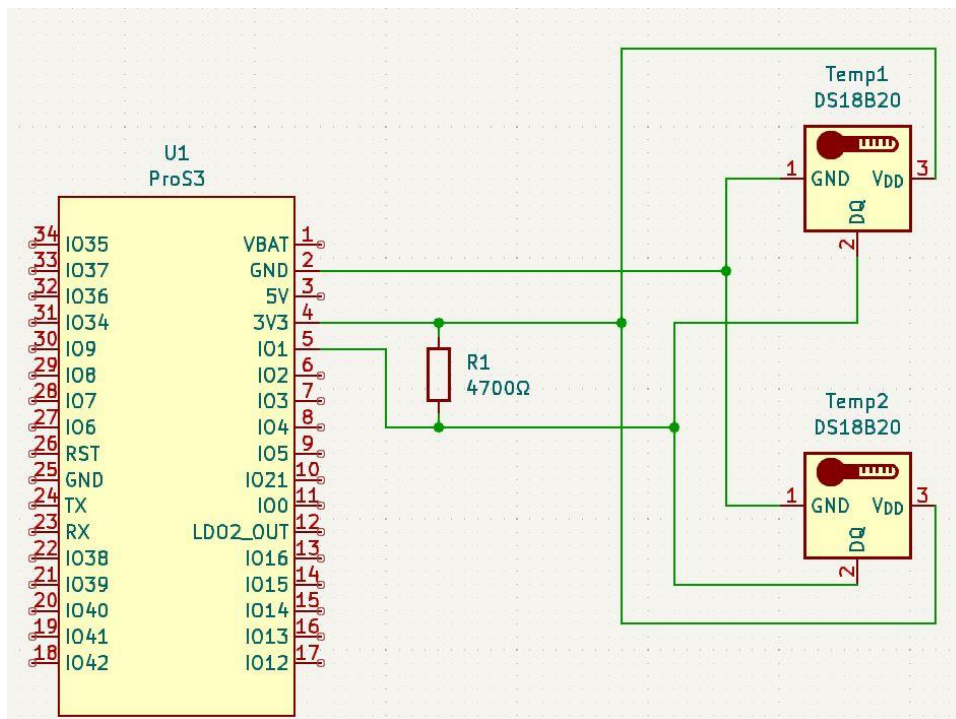 U1
ProS3
34 IO35 VBAT 1
33 IO37 GND 2
32 IO36 5V 3
31 IO34 3V3 4
30 IO9 IO1 5
29 IO8 IO2 6
28 IO7 IO3 7
27 IO6 IO4 8
26 RST IO5 9
25 GND IO21 10
24 TX IO0 11
23 RX LDO2_OUT 12
22 IO38 IO16 13
21 IO39 IO15 14
20 IO40 IO14 15
19 IO41 IO13 16
18 IO42 IO12 17
R1
4700Ω
Temp1
DS18B20
1 GND VDD 3
DQ
2
Temp2
DS18B20
1 GND VDD 3
DQ
2